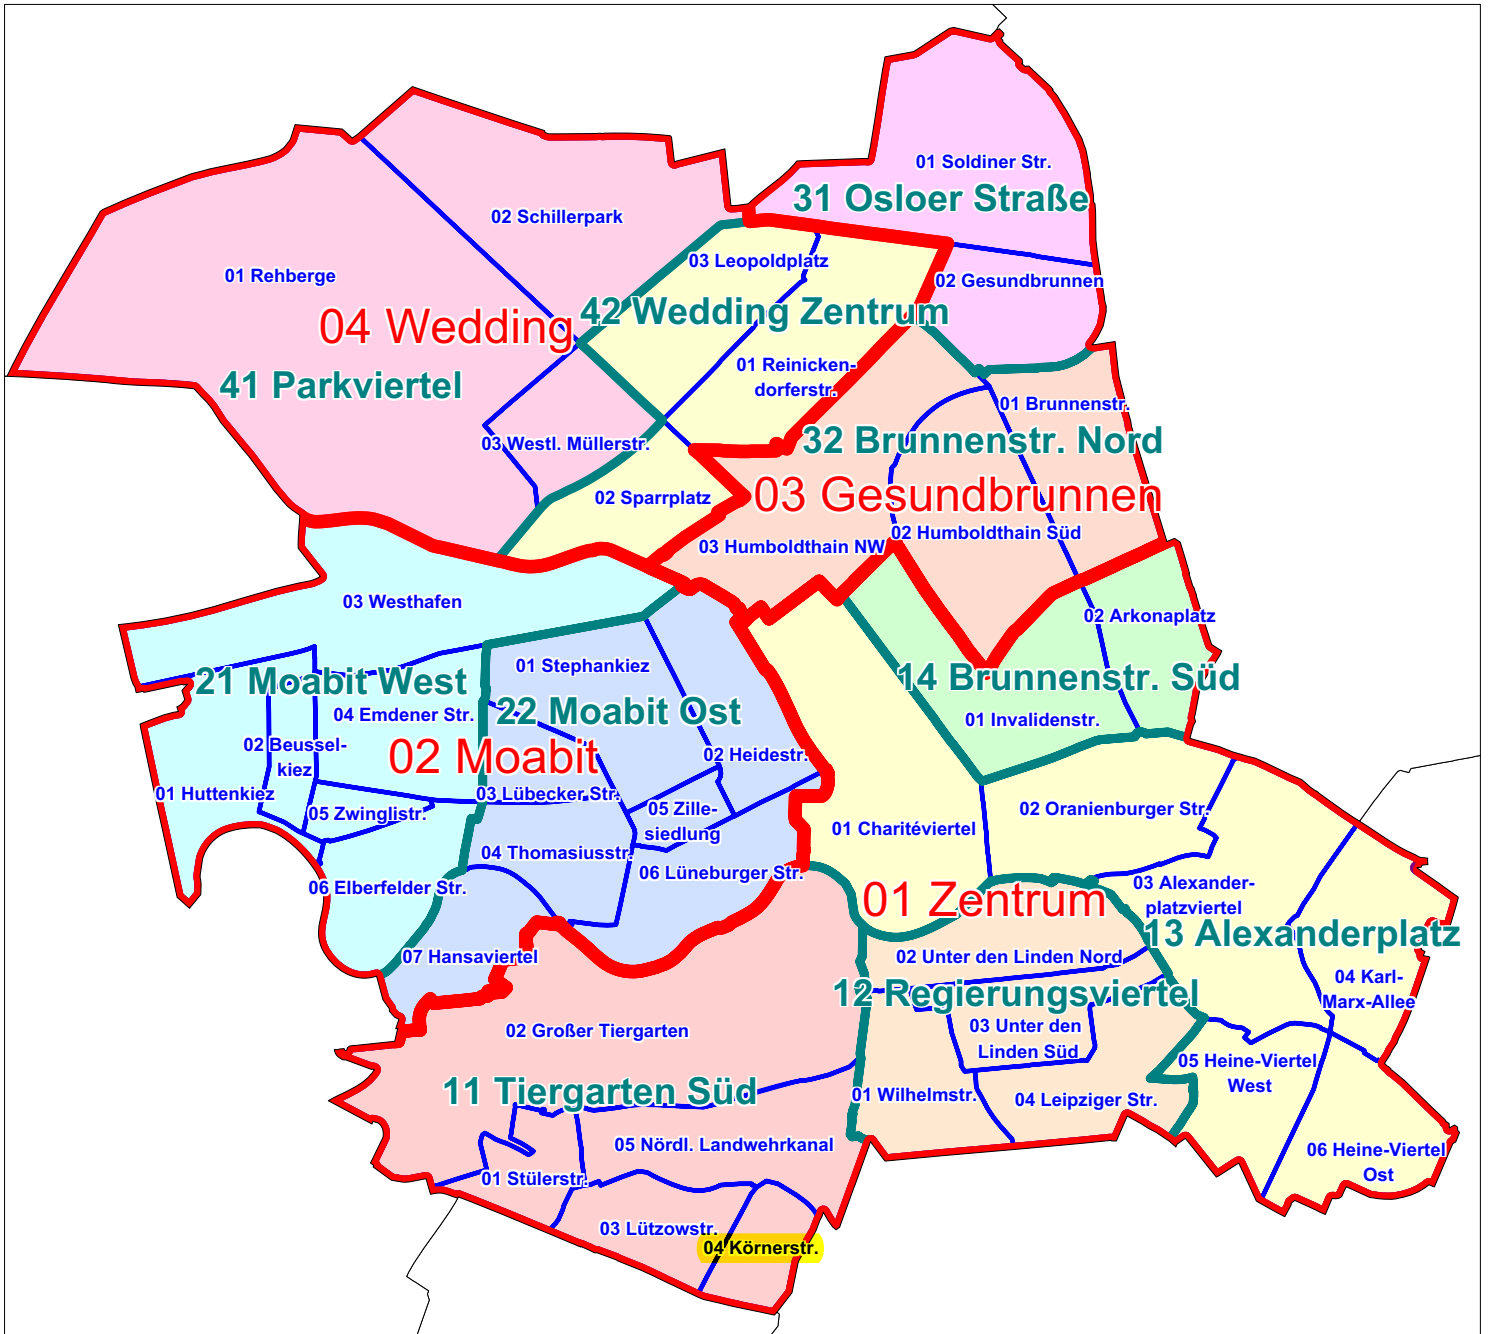 01 Soldiner Str.
31 Osloer Straße
02 Schillerpark
03 Leopoldplatz
01 Rehberge
02 Gesundbrunnen
04 Wedding
42 Wedding Zentrum
01 Reinicken-
dorferstr.
41 Parkviertel
01 Brunnenstr.
03 Westl. Müllerstr.
32 Brunnenstr. Nord
02 Sparrplatz
03 Gesundbrunnen
03 Humboldthain NW
02 Humboldthain Süd
03 Westhafen
02 Arkonaplatz
01 Stephankiez
21 Moabit West
14 Brunnenstr. Süd
04 Emdener Str.
22 Moabit Ost
01 Invalidenstr.
02 Beussel-
kiez
02 Moabit
02 Heidestr.
01 Huttenkiez
03 Lübecker Str.
05 Zwinglistr.
05 Zille-
siedlung
01 Charitéviertel
02 Oranienburger Str.
04 Thomasiusstr.
06 Lüneburger Str.
06 Elberfelder Str.
01 Zentrum
03 Alexander-
platzviertel
13 Alexanderplatz
07 Hansaviertel
02 Unter den Linden Nord
12 Regierungsviertel
04 Karl-
Marx-Allee
02 Großer Tiergarten
03 Unter den
Linden Süd
05 Heine-Viertel
West
11 Tiergarten Süd
01 Wilhelmstr.
04 Leipziger Str.
05 Nördl. Landwehrkanal
06 Heine-Viertel
Ost
01 Stülerstr.
03 Lützowstr.
04 Körnerstr.